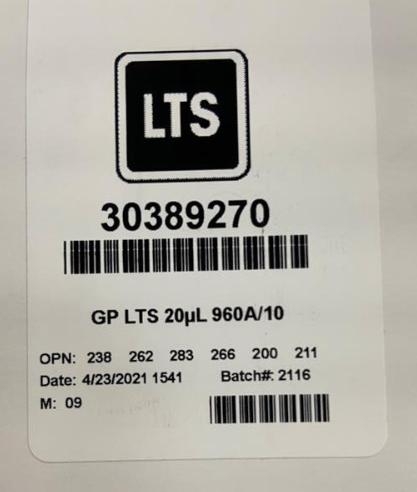 LTS
30389270
GP LTS 20µL 960A/10
OPN: 238 262 283 266 200 211
Date: 4/23/2021 1541 Batch#: 2116
M: 09